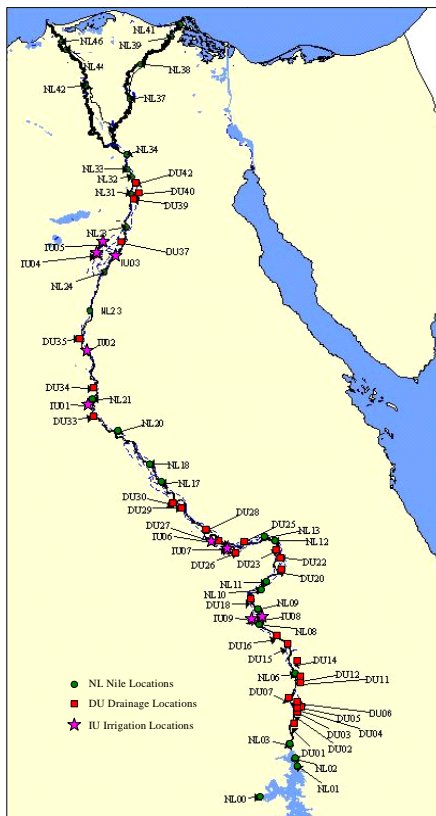 NL41
NL46
NL39
NL44
NL38
NL42
NL37
NL34
NL33
NL32
DU42
NL31
DU40
DU39
DU37
IU05
IU04
IU03
NL24
NL23
DU35
IU02
DU34
NL21
IU01
DU33
NL20
NL18
NL17
DU30
DU29
DU28
DU25
NL13
DU27
NL12
IU06
IU07
DU23
DU26
DU22
DU20
NL11
NL10
DU18
NL09
IU08
IU09
NL08
DU16
DU15
DU14
NL06
DU12
DU11
DU07
DU06
DU05
DU04
DU03
DU02
NL03
DU01
NL02
NL01
NL00
NL Nile Locations
DU Drainage Locations
IU Irrigation Locations